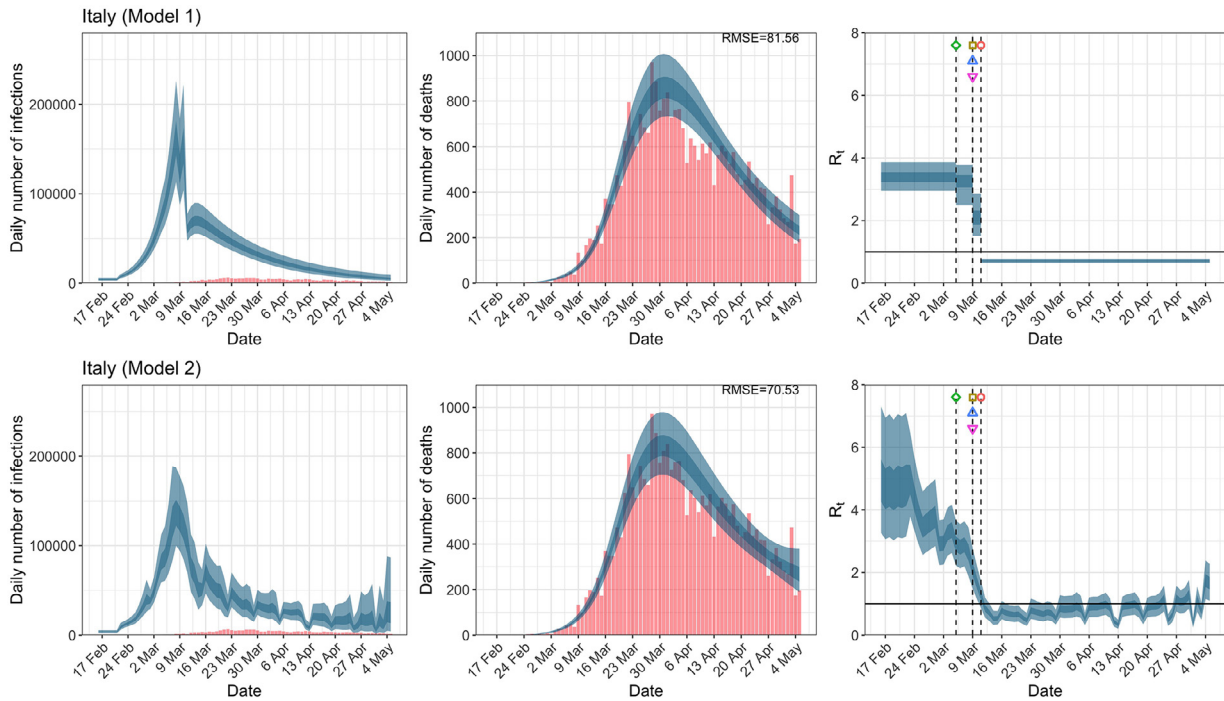 Italy (Model 1)
Daily number of infections
200000
100000
0
17 Feb
24 Feb
2 Mar
9 Mar
16 Mar
23 Mar
30 Mar
6 Apr
13 Apr
20 Apr
27 Apr
4 May
Date
RMSE=81.56
Daily number of deaths
1000
800
600
400
200
0
17 Feb
24 Feb
2 Mar
9 Mar
16 Mar
23 Mar
30 Mar
6 Apr
13 Apr
20 Apr
27 Apr
4 May
Date
Rt
8
6
4
2
0
17 Feb
24 Feb
2 Mar
9 Mar
16 Mar
23 Mar
30 Mar
6 Apr
13 Apr
20 Apr
27 Apr
4 May
Date
Italy (Model 2)
Daily number of infections
200000
100000
0
17 Feb
24 Feb
2 Mar
9 Mar
16 Mar
23 Mar
30 Mar
6 Apr
13 Apr
20 Apr
27 Apr
4 May
Date
RMSE=70.53
Daily number of deaths
1000
800
600
400
200
0
17 Feb
24 Feb
2 Mar
9 Mar
16 Mar
23 Mar
30 Mar
6 Apr
13 Apr
20 Apr
27 Apr
4 May
Date
Rt
8
6
4
2
0
17 Feb
24 Feb
2 Mar
9 Mar
16 Mar
23 Mar
30 Mar
6 Apr
13 Apr
20 Apr
27 Apr
4 May
Date